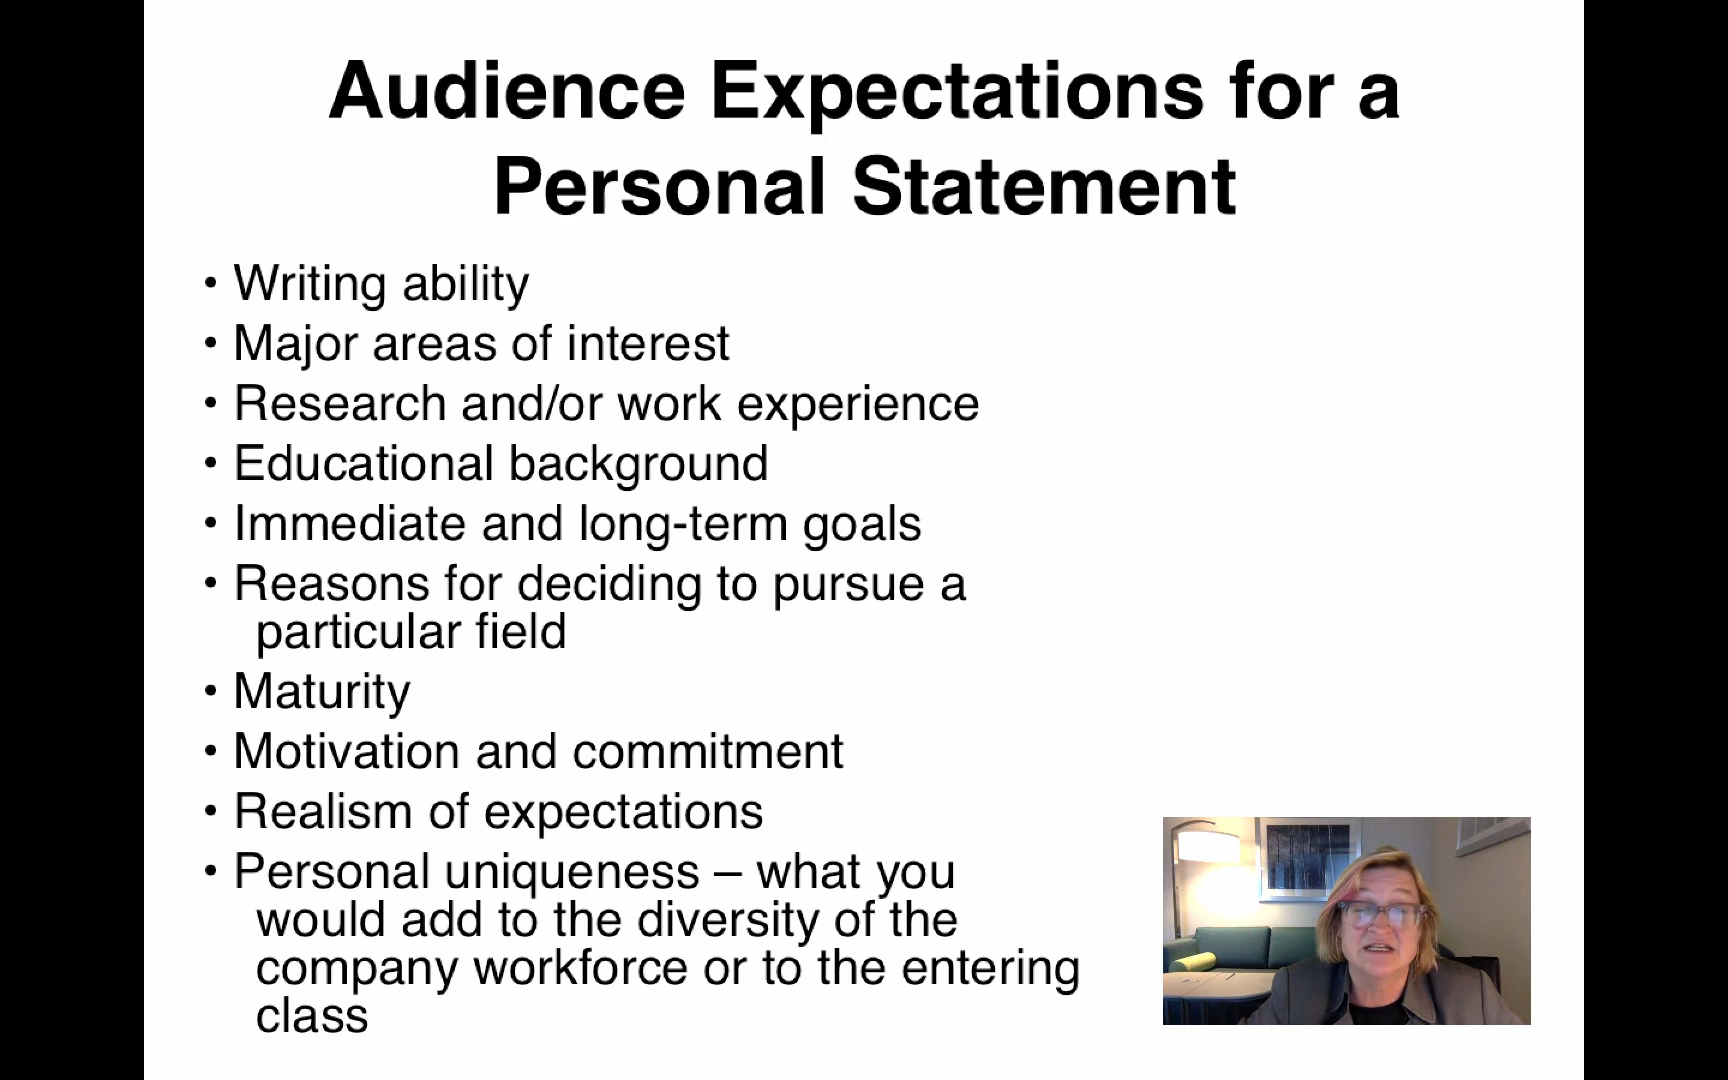 Audience Expectations for a
Personal Statement
• Writing ability
• Major areas of interest
• Research and/or work experience
• Educational background
• Immediate and long-term goals
• Reasons for deciding to pursue a
particular field
• Maturity
• Motivation and commitment
• Realism of expectations
• Personal uniqueness – what you
would add to the diversity of the
company workforce or to the entering
class